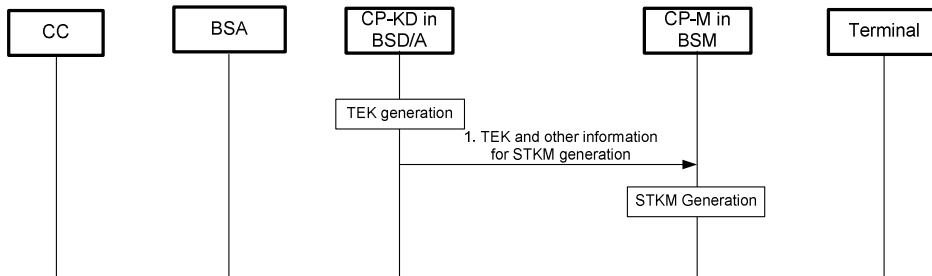 CC
BSA
CP-KD in
BSD/A
CP-M in
BSM
Terminal
TEK generation
1. TEK and other information
for STKM generation
STKM Generation